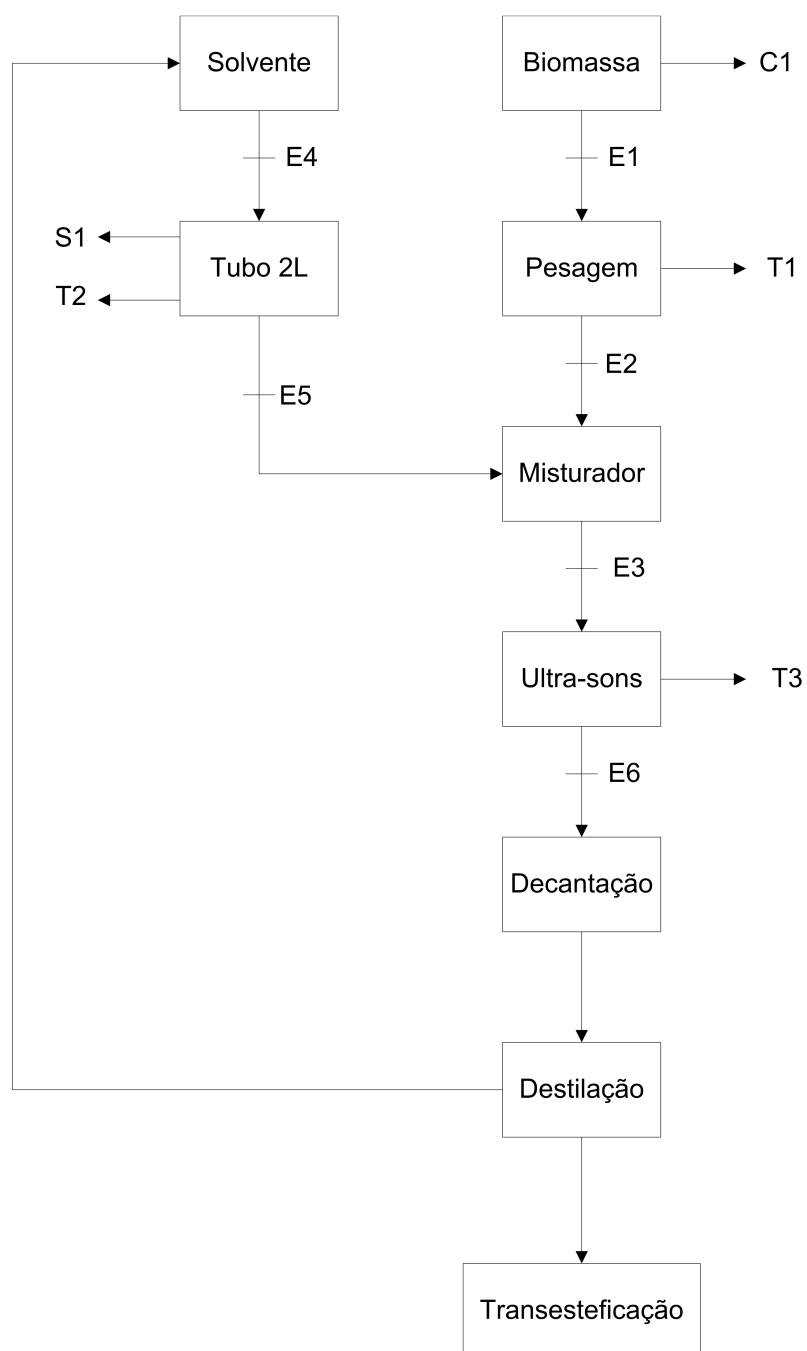 Solvente
Biomassa
C1
E4
E1
S1
T2
Tubo 2L
Pesagem
T1
E5
E2
Misturador
E3
Ultra-sons
T3
E6
Decantação
Destilação
Transesteficação